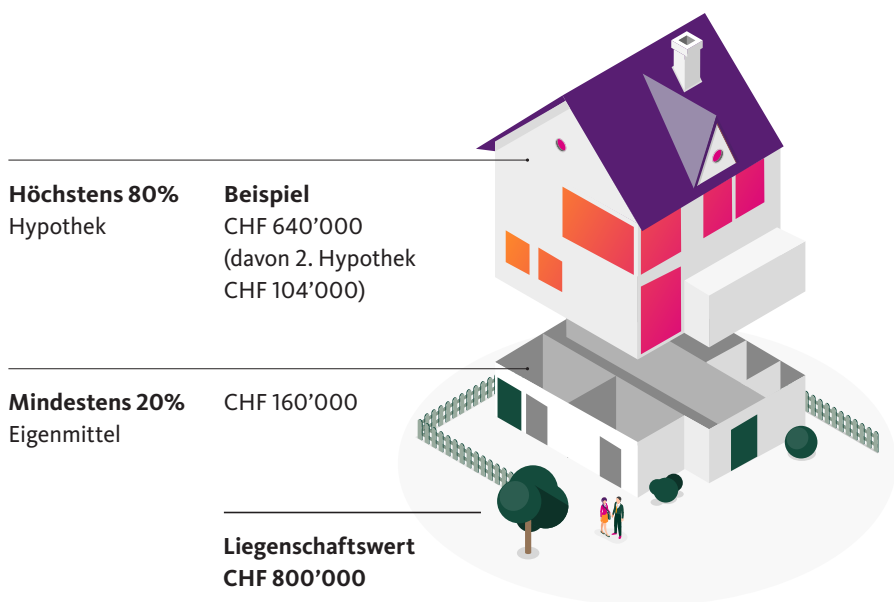 Höchstens 80%
Hypothek
Beispiel
CHF 640’000
(davon 2. Hypothek
CHF 104’000)
Mindestens 20%
Eigenmittel
CHF 160’000
Liegenschaftswert
CHF 800’000